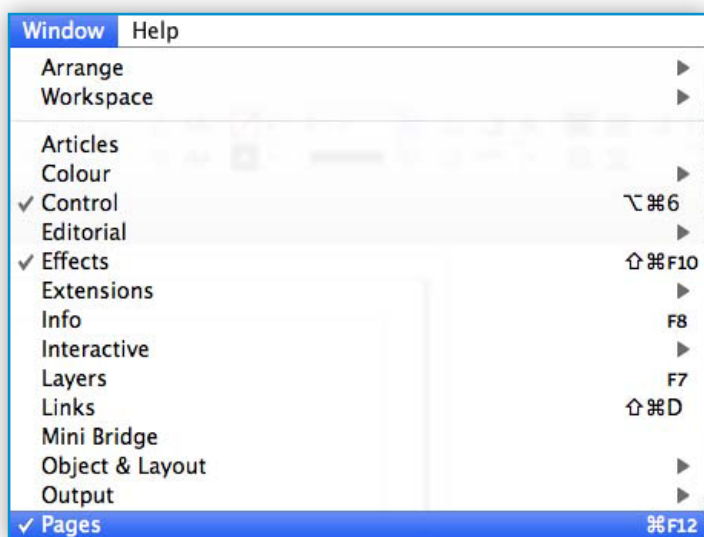 Window Help
Arrange ▶
Workspace ▶
Articles
Colour ▶
✓ Control ⌥⌘6
Editorial ▶
✓ Effects ⇧⌘F10
Extensions ▶
Info F8
Interactive ▶
Layers F7
Links ⇧⌘D
Mini Bridge
Object & Layout ▶
Output ▶
✓ Pages ⌘F12